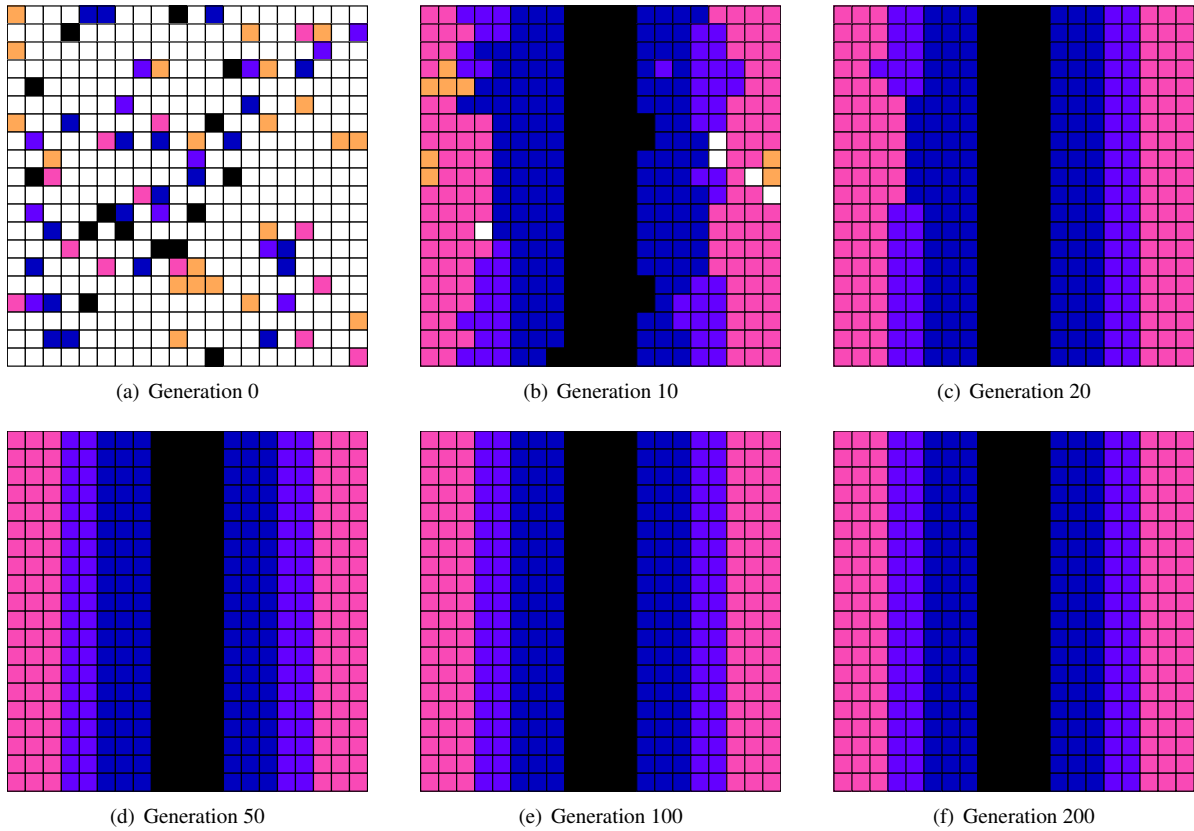 (a) Generation 0
(b) Generation 10
(c) Generation 20
(d) Generation 50
(e) Generation 100
(f) Generation 200